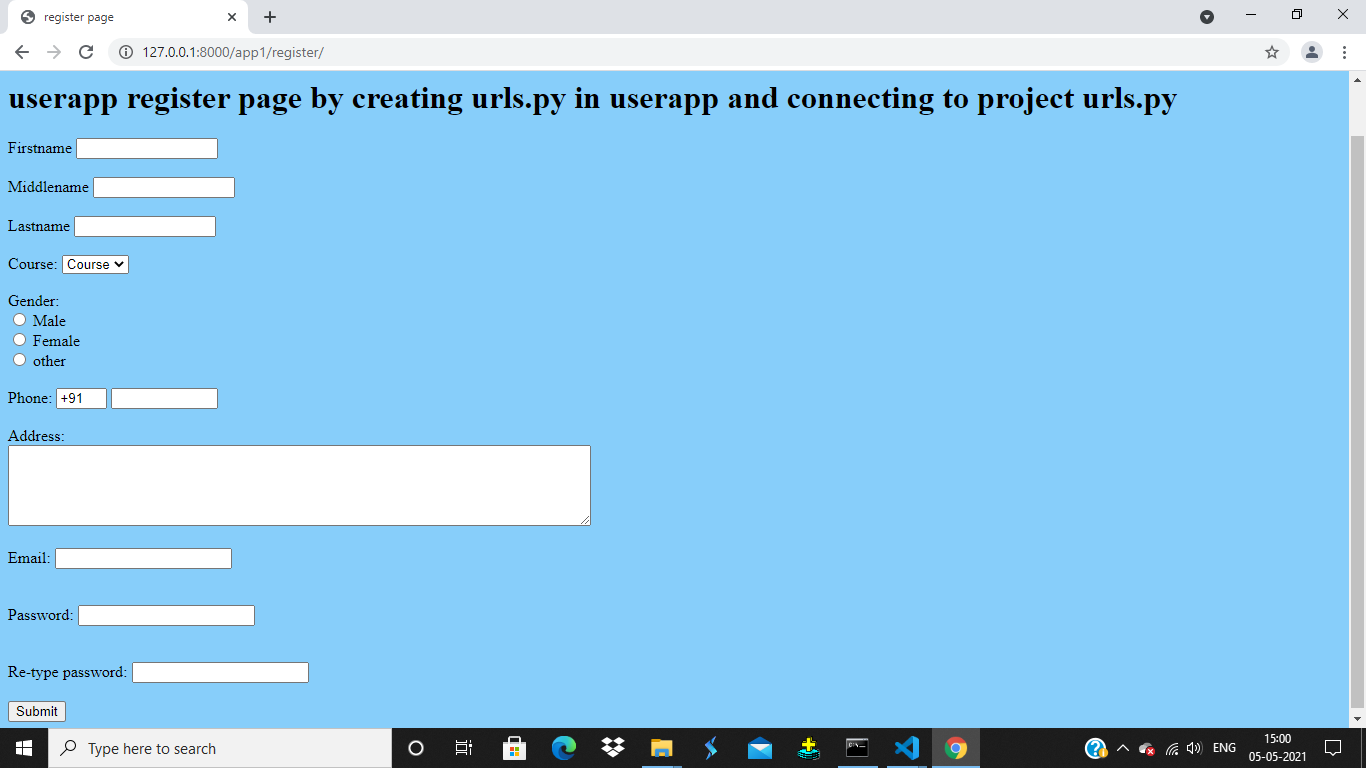 register page
127.0.0.1:8000/app1/register/
userapp register page by creating urls.py in userapp and connecting to project urls.py
Firstname
Middlename
Lastname
Course: Course
Gender:
Male
Female
other
Phone: +91
Address:
Email:
Password:
Re-type password:
Submit
Type here to search
ENG
15:00
05-05-2021